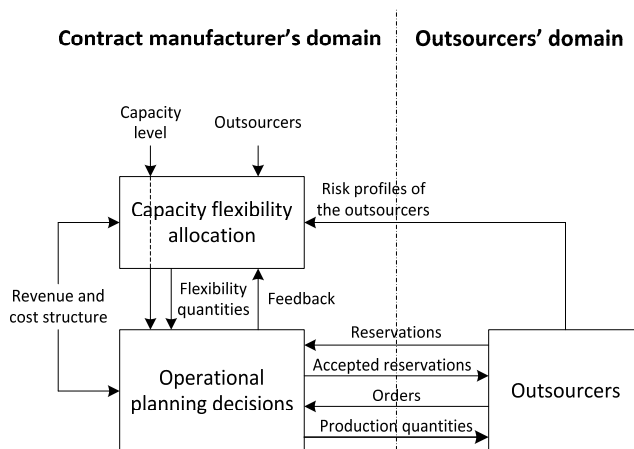 Contract manufacturer's domain
Outsourcers' domain
Capacity
level
Outsourcers
Capacity flexibility
allocation
Risk profiles of
the outsourcers
Revenue and
cost structure
Flexibility
quantities
Feedback
Operational
planning decisions
Reservations
Accepted reservations
Orders
Production quantities
Outsourcers